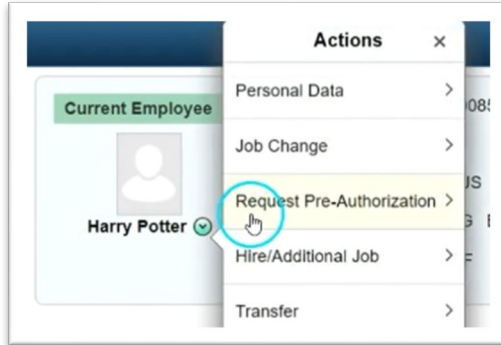 Actions ×
Personal Data >
Current Employee
Job Change >
Request Pre-Authorization >
Harry Potter
Hire/Additional Job >
Transfer >